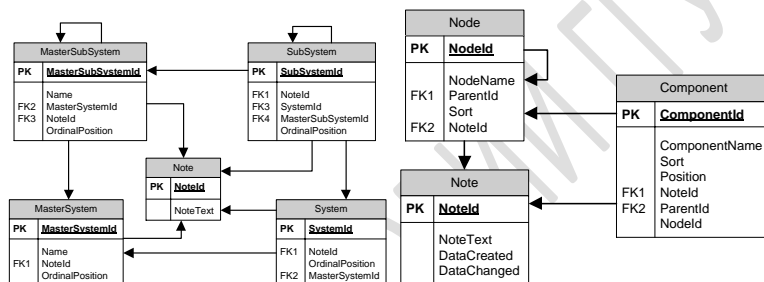 MasterSubSystem
PK MasterSubSystemId
Name
FK2 MasterSystemId
FK3 NoteId
OrdinalPosition
SubSystem
PK SubSystemId
FK1 NoteId
FK3 SystemId
FK4 MasterSubSystemId
OrdinalPosition
Note
PK NoteId
NoteText
MasterSystem
PK MasterSystemId
Name
FK1 NoteId
OrdinalPosition
System
PK SystemId
FK1 NoteId
OrdinalPosition
FK2 MasterSystemId
Node
PK NodeId
NodeName
FK1 ParentId
Sort
FK2 NoteId
Note
PK NoteId
NoteText
DataCreated
DataChanged
Component
PK ComponentId
ComponentName
Sort
Position
FK1 NoteId
FK2 ParentId
NodeId